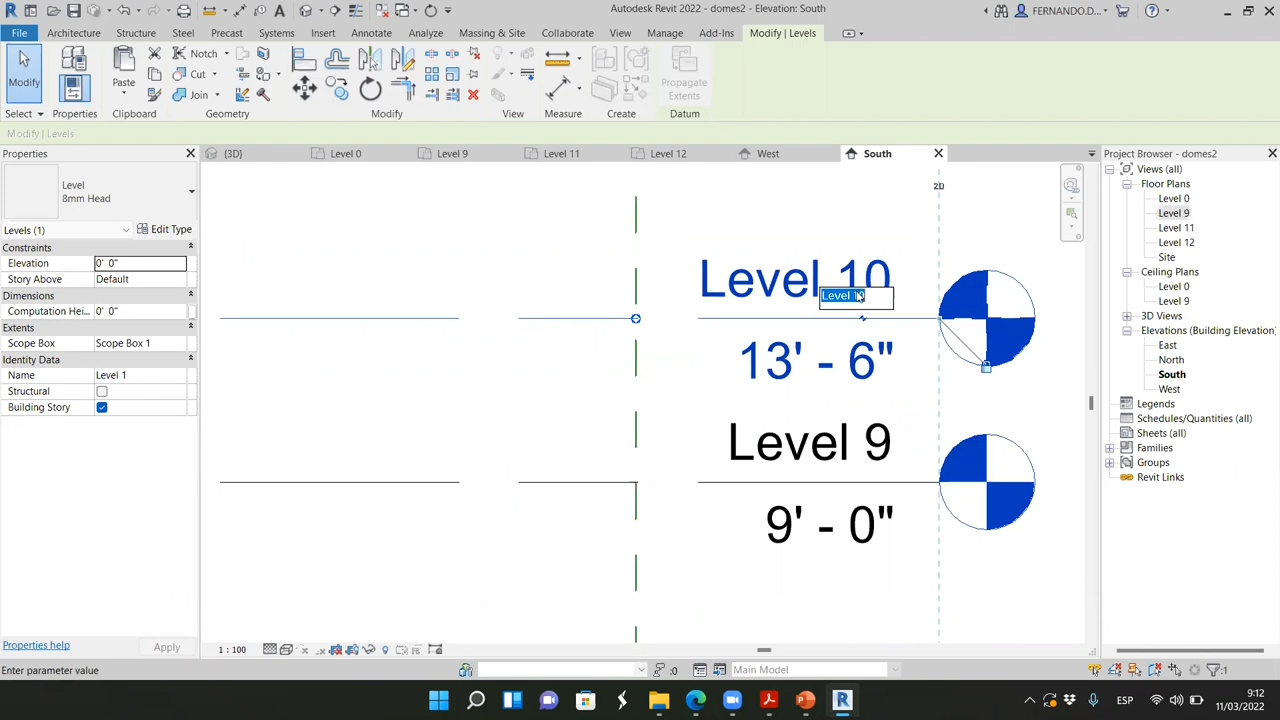 Autodesk Revit 2022 - domes2 - Elevation: South
FERNANDO.D...
File Architecture Structure Steel Precast Systems Insert Annotate Analyze Massing & Site Collaborate View Manage Add-Ins Modify | Levels
Modify
Paste
Notch
Cut
Join
Propagate
Extents
Select Properties Clipboard Geometry Modify View Measure Create Datum
Modify | Levels
Properties
{3D} Level 0 Level 9 Level 11 Level 12 West South
Project Browser - domes2
Level
8mm Head
Levels (1) Edit Type
Constraints
Elevation 0' 0"
Story Above Default
Dimensions
Computation Hei... 0' 0"
Extents
Scope Box Scope Box 1
Identity Data
Name Level 1
Structural
Building Story
Properties help Apply
2D
Level 10
13' - 6"
Level 9
9' - 0"
Views (all)
Floor Plans
Level 0
Level 9
Level 11
Level 12
Site
Ceiling Plans
Level 0
Level 9
3D Views
Elevations (Building Elevation)
East
North
South
West
Legends
Schedules/Quantities (all)
Sheets (all)
Families
Groups
Revit Links
1 : 100
Enter parameter value
:0
Main Model
:1
ESP
9:12
11/03/2022